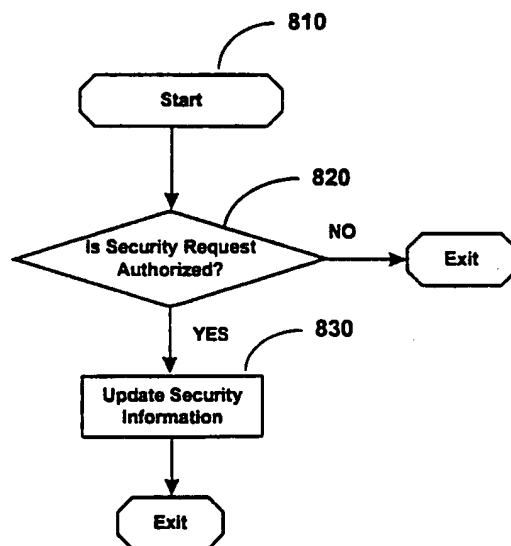 810
Start
820
Is Security Request
Authorized?
NO
Exit
YES
830
Update Security
Information
Exit